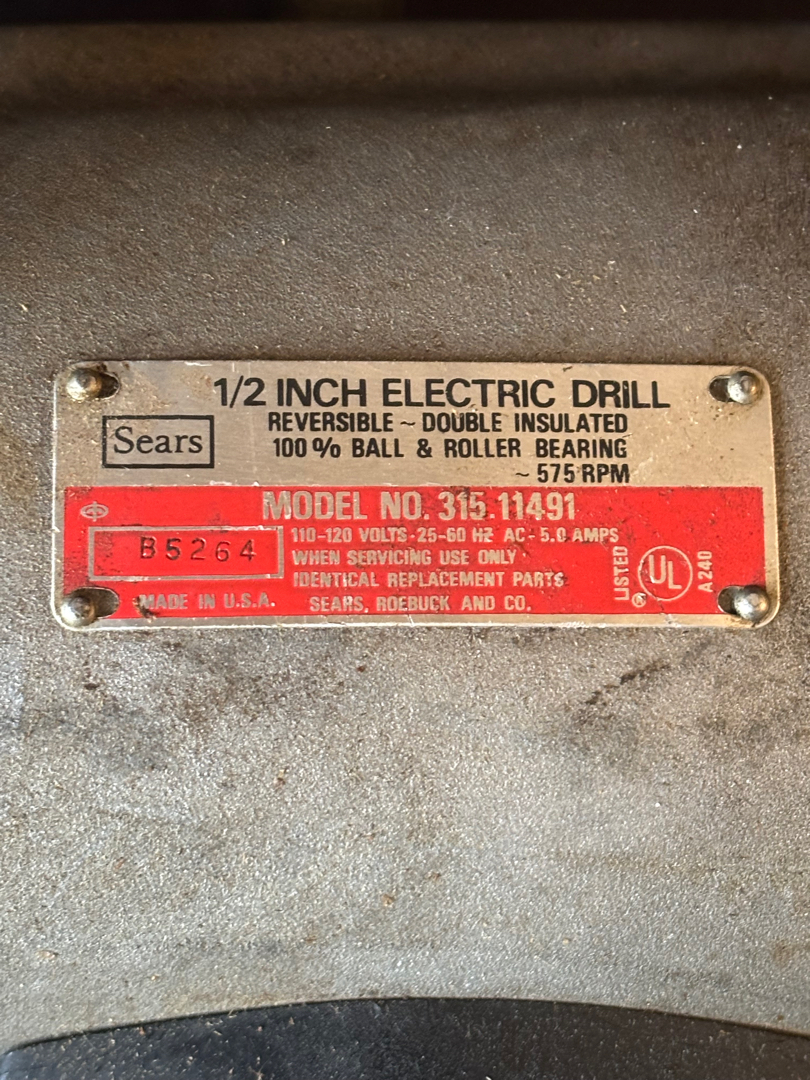 1/2 INCH ELECTRIC DRILL
REVERSIBLE ~ DOUBLE INSULATED
Sears
100% BALL & ROLLER BEARING
~ 575 RPM
MODEL NO. 315.11491
110-120 VOLTS·25-60 HZ AC·5.0 AMPS
B5264
WHEN SERVICING USE ONLY
IDENTICAL REPLACEMENT PARTS
MADE IN U.S.A.
SEARS, ROEBUCK AND CO.
LISTED
UL
®
A240